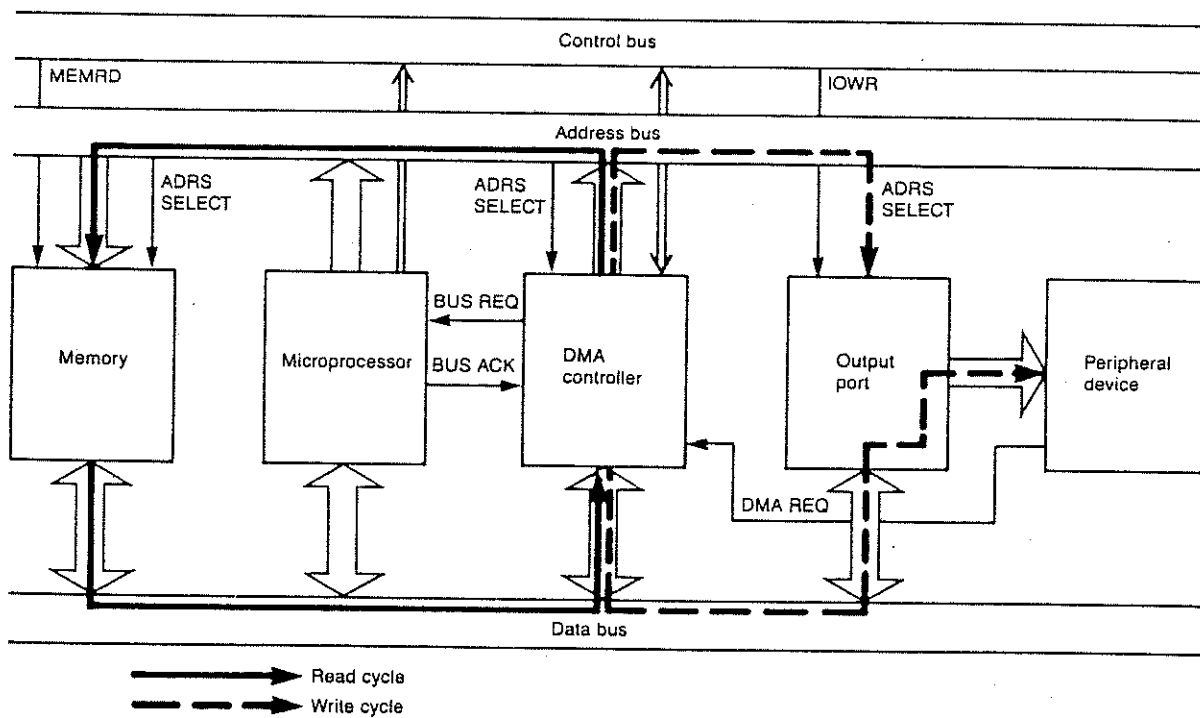 Control bus
MEMRD
IOWR
Address bus
ADRS
SELECT
ADRS
SELECT
ADRS
SELECT
BUS REQ
BUS ACK
Memory
Microprocessor
DMA
controller
Output
port
Peripheral
device
DMA REQ
Data bus
Read cycle
Write cycle